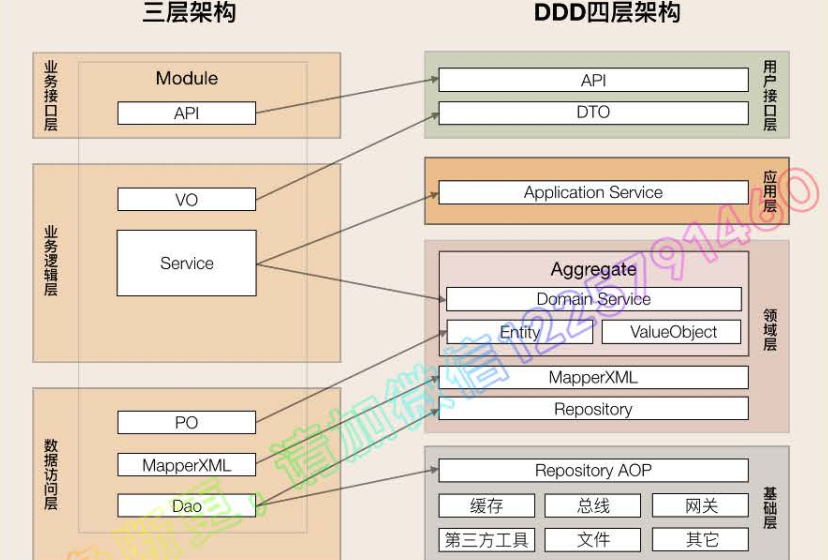 三层架构
业务接口层
Module
API
业务逻辑层
VO
Service
数据访问层
PO
MapperXML
Dao
DDD四层架构
API
DTO
用户接口层
Application Service
应用层
Aggregate
Domain Service
Entity
ValueObject
MapperXML
Repository
领域层
Repository AOP
缓存
总线
网关
第三方工具
文件
其它
基础层
断更,请加微信1225791460